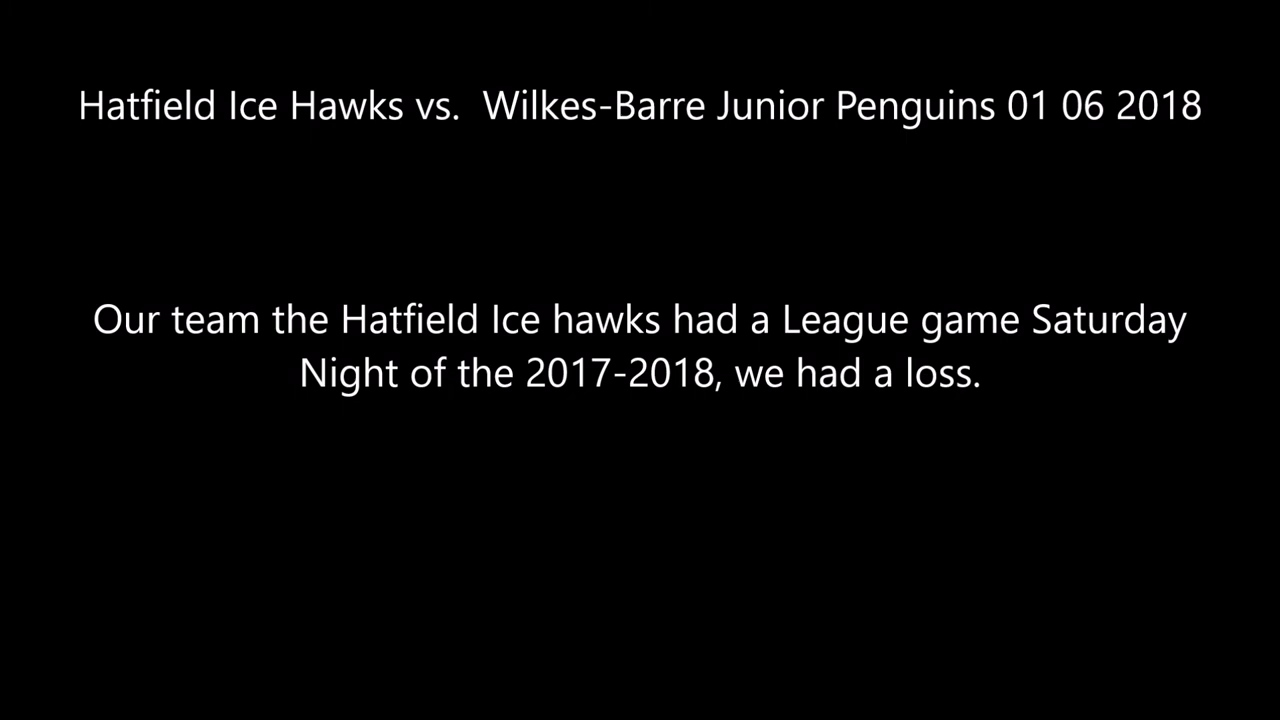 Hatfield Ice Hawks vs.  Wilkes-Barre Junior Penguins 01 06 2018
Our team the Hatfield Ice hawks had a League game Saturday
Night of the 2017-2018, we had a loss.